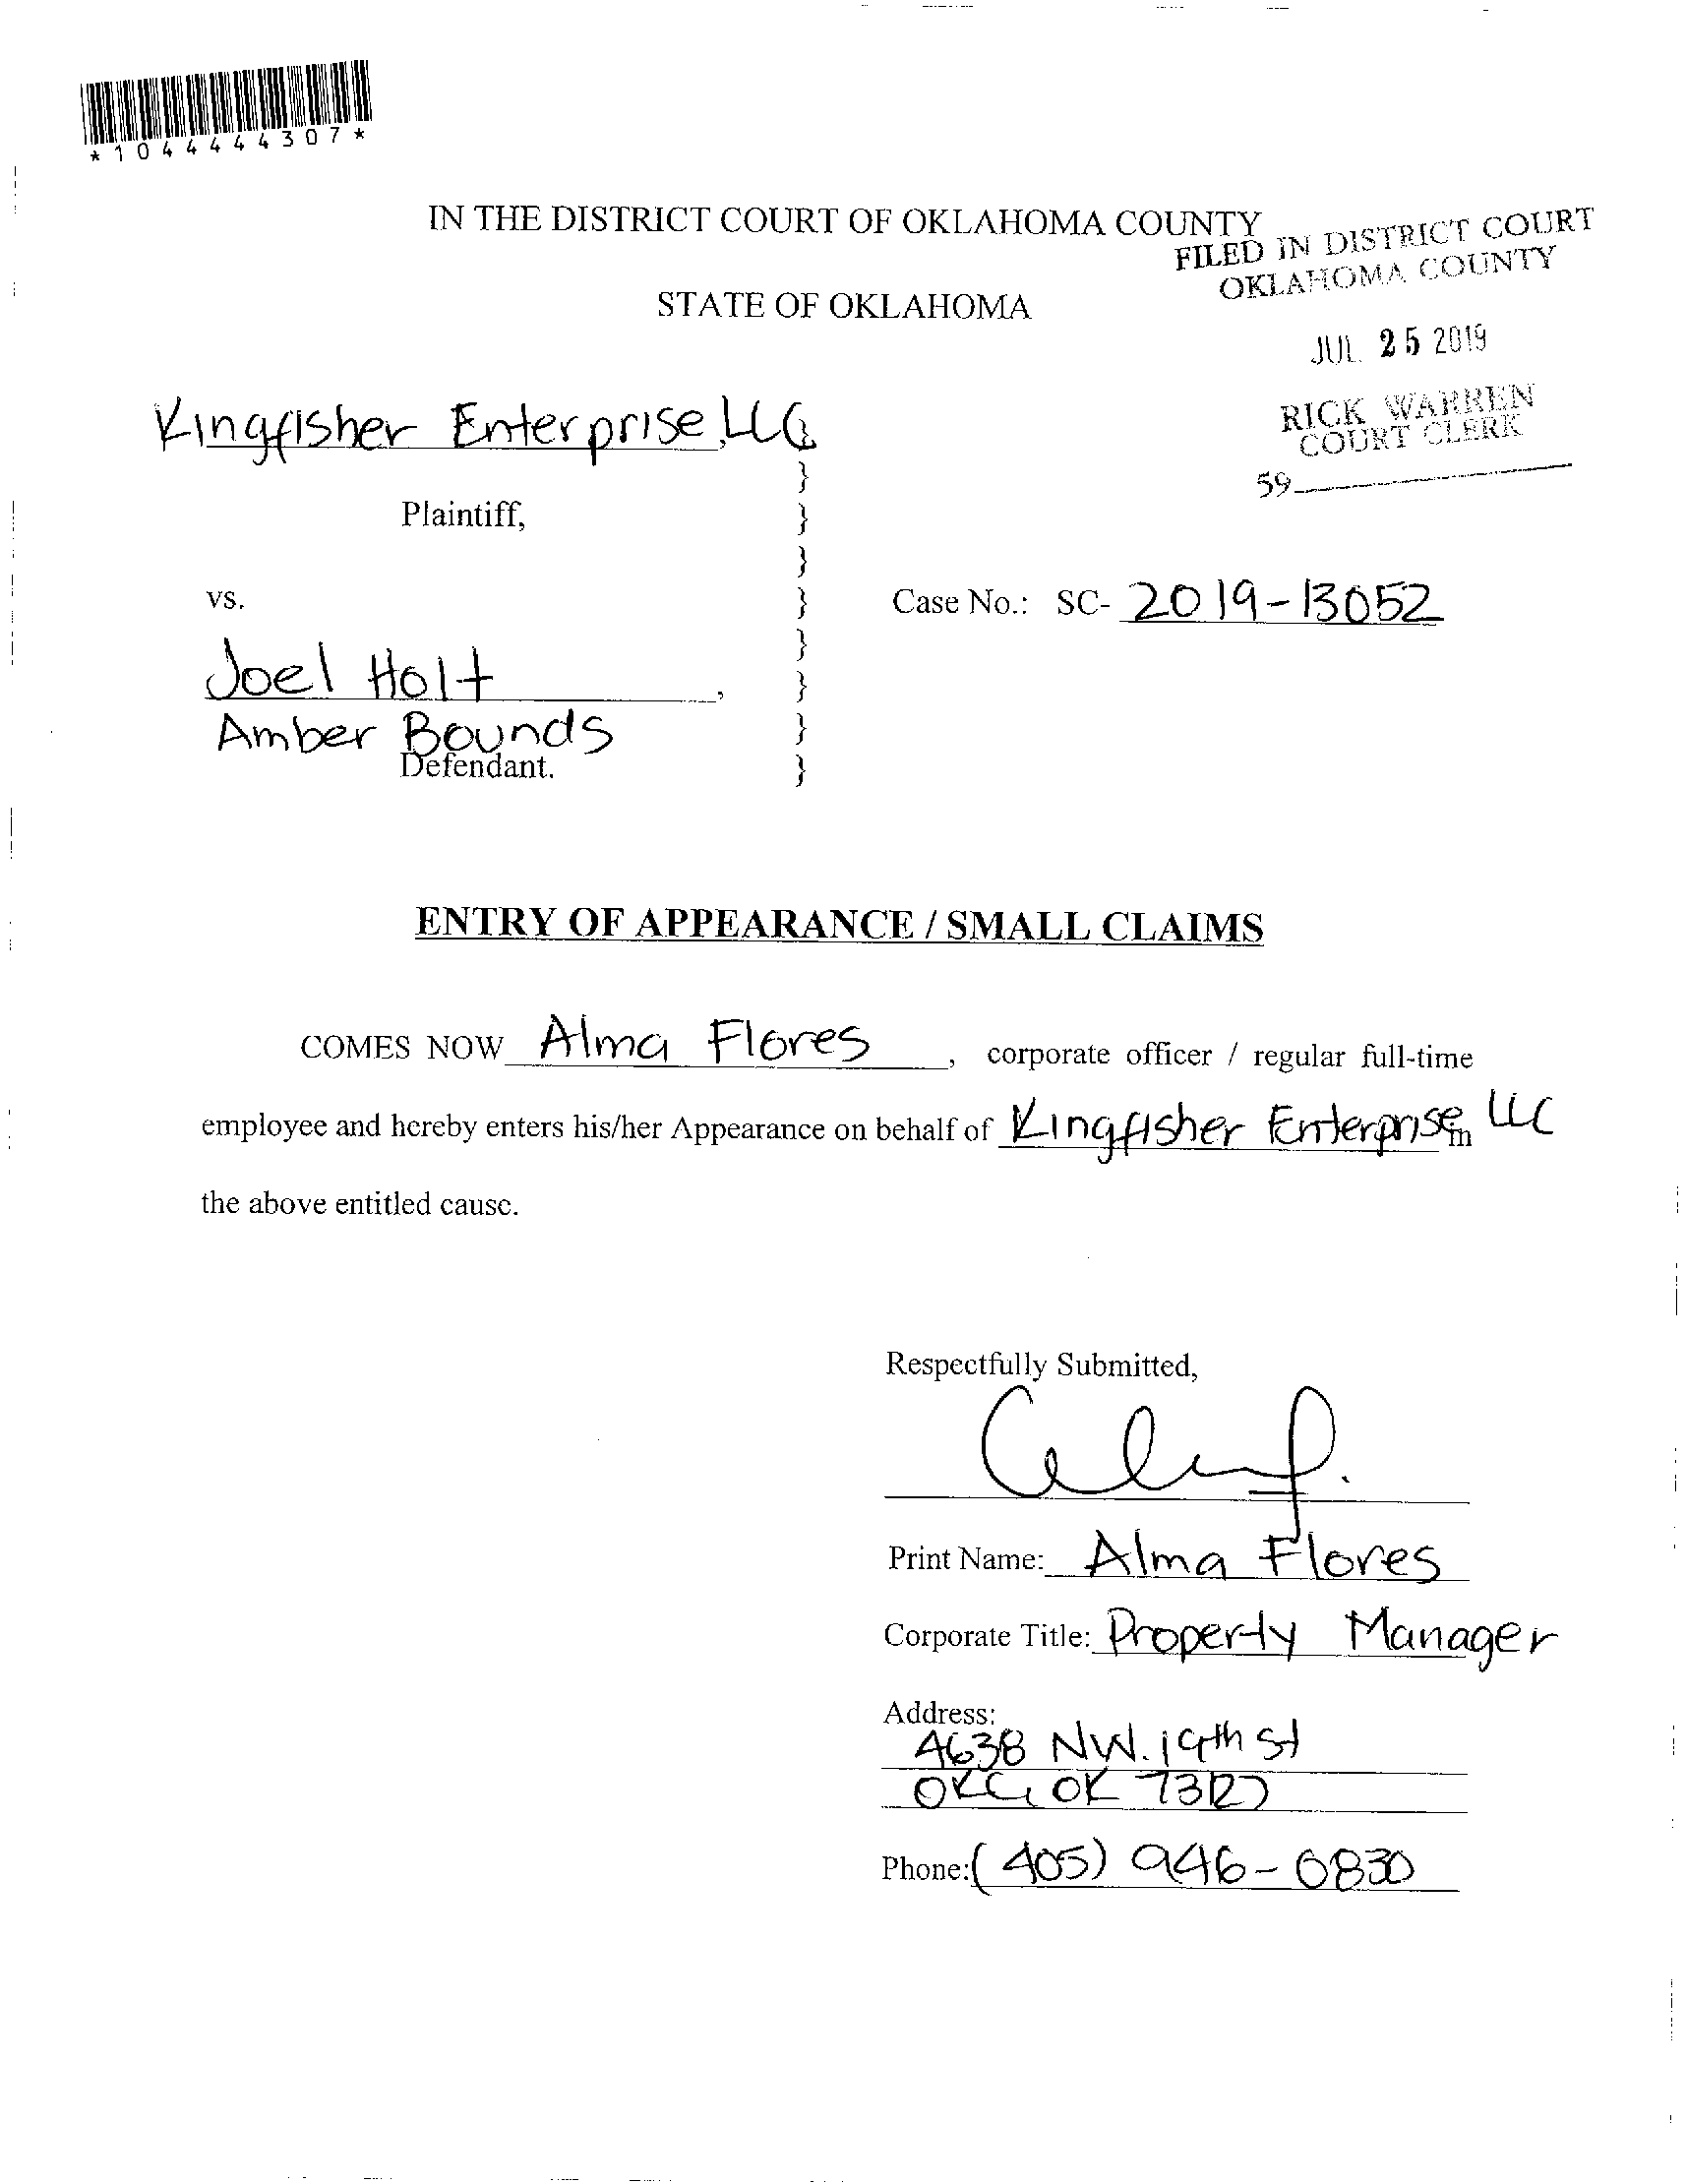 *1044444307*
IN THE DISTRICT COURT OF OKLAHOMA COUNTY
FILED IN DISTRICT COURT
OKLAHOMA COUNTY
STATE OF OKLAHOMA
JUL 25 2019
RICK WARREN
COURT CLERK
59
Kingfisher Enterprise, LLC
}
Plaintiff, }
}
vs. } Case No.: SC- 2019-13052
}
Joel Holt , }
Amber Bounds }
Defendant. }
ENTRY OF APPEARANCE / SMALL CLAIMS
COMES NOW Alma Flores , corporate officer / regular full-time
employee and hereby enters his/her Appearance on behalf of Kingfisher Enterprise LLC in
the above entitled cause.
Respectfully Submitted,
Print Name: Alma Flores
Corporate Title: Property Manager
Address:
4638 NW. 19th St
OKC, OK 73127
Phone: (405) 946-6830